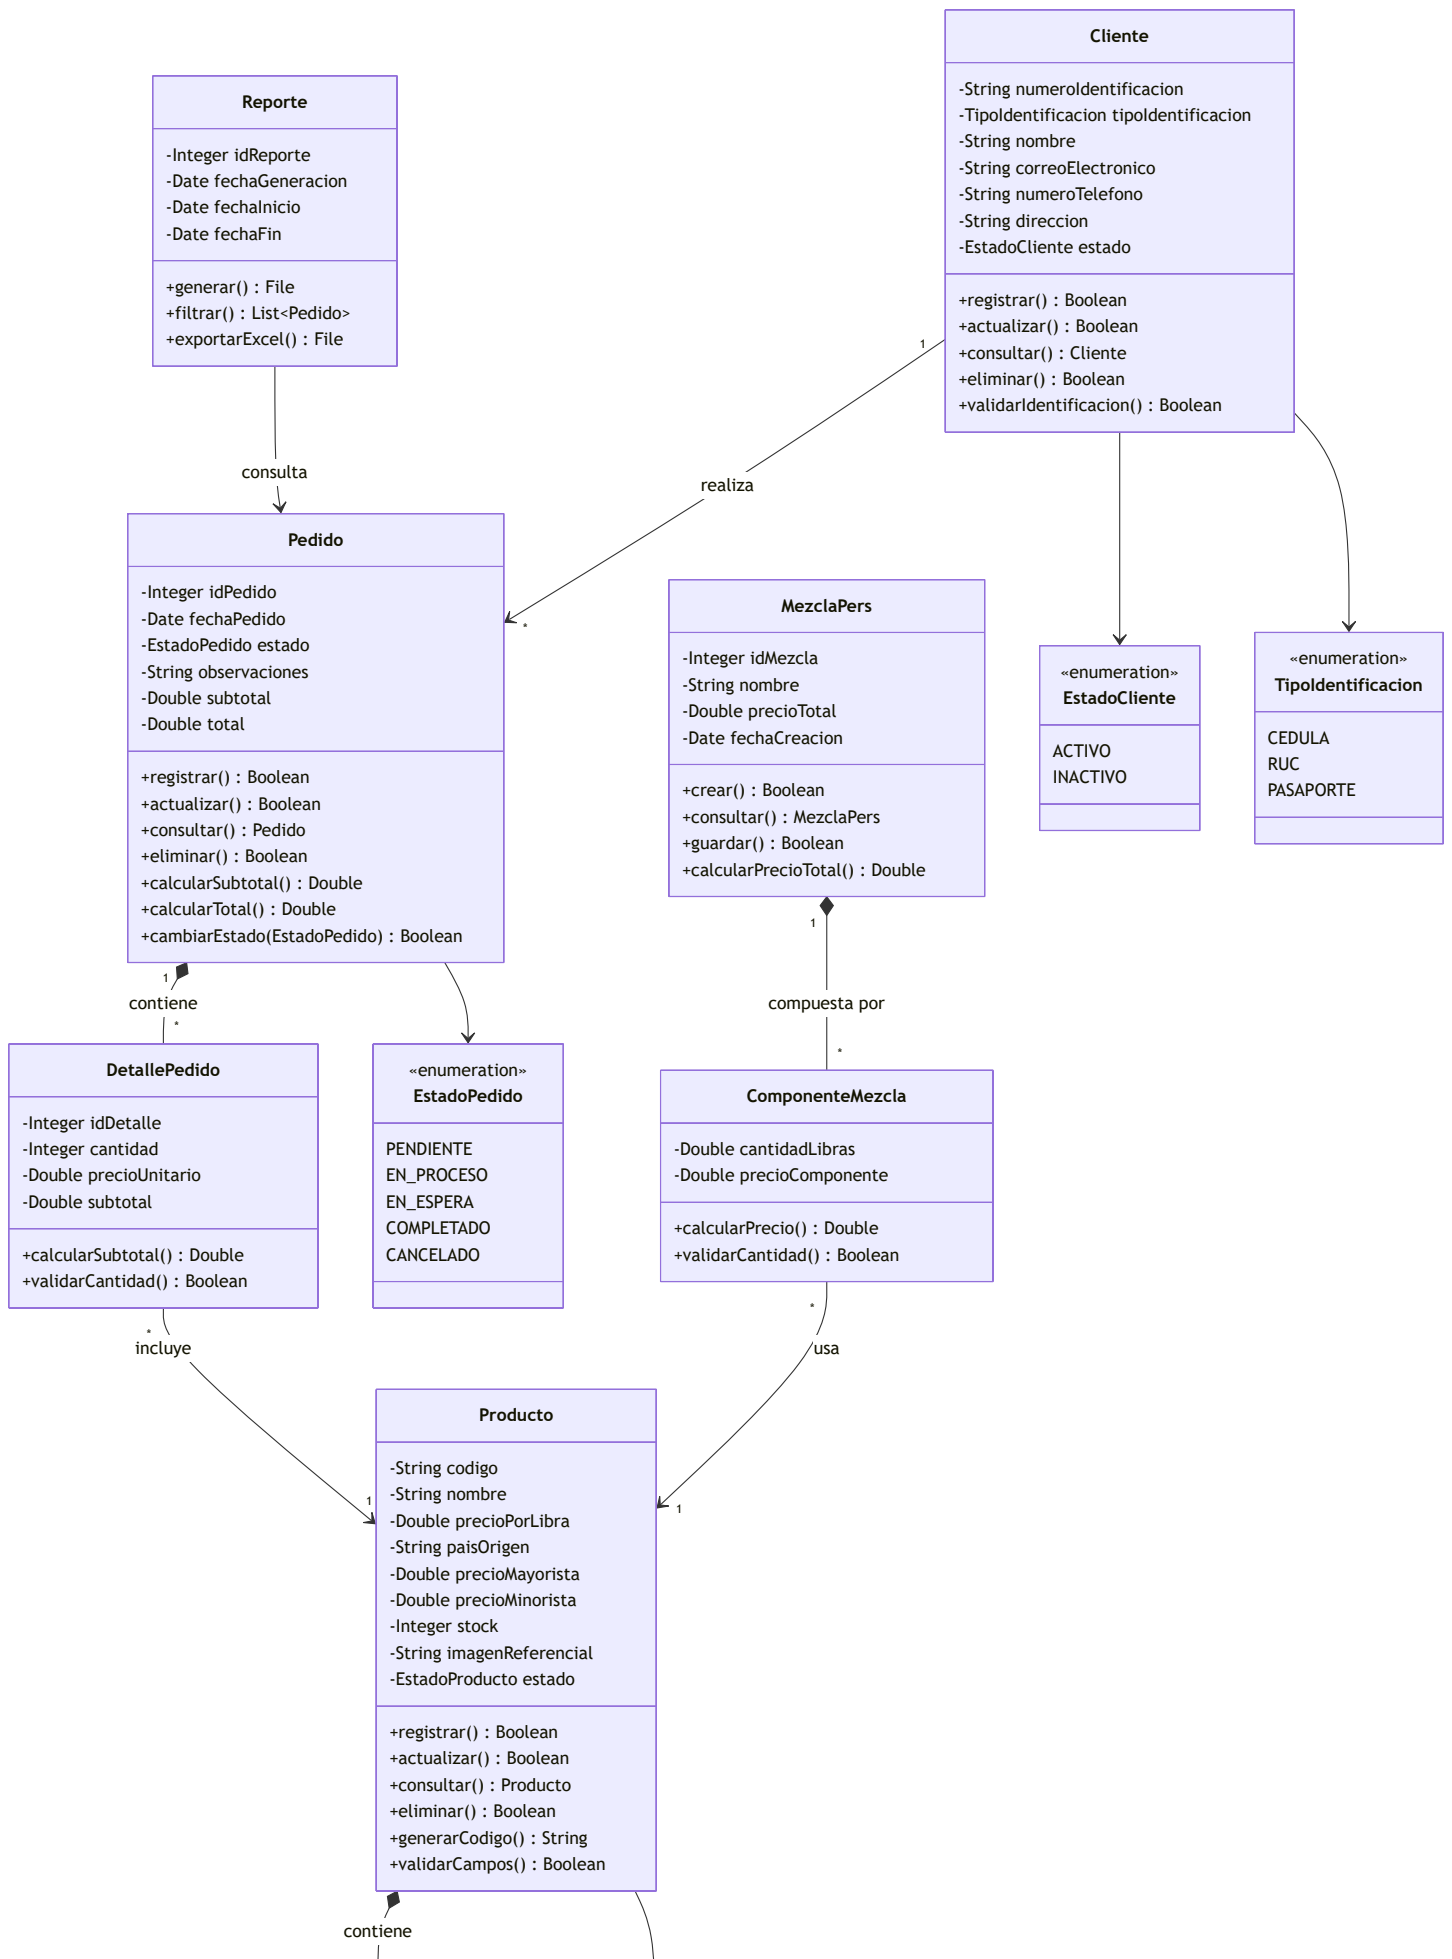 Cliente
-String numeroIdentificacion
-TipoIdentificacion tipoIdentificacion
-String nombre
-String correoElectronico
-String numeroTelefono
-String direccion
-EstadoCliente estado
+registrar() : Boolean
+actualizar() : Boolean
+consultar() : Cliente
+eliminar() : Boolean
+validarIdentificacion() : Boolean
Reporte
-Integer idReporte
-Date fechaGeneracion
-Date fechaInicio
-Date fechaFin
+generar() : File
+filtrar() : List<Pedido>
+exportarExcel() : File
1
consulta
realiza
*
Pedido
-Integer idPedido
-Date fechaPedido
-EstadoPedido estado
-String observaciones
-Double subtotal
-Double total
+registrar() : Boolean
+actualizar() : Boolean
+consultar() : Pedido
+eliminar() : Boolean
+calcularSubtotal() : Double
+calcularTotal() : Double
+cambiarEstado(EstadoPedido) : Boolean
MezclaPers
-Integer idMezcla
-String nombre
-Double precioTotal
-Date fechaCreacion
+crear() : Boolean
+consultar() : MezclaPers
+guardar() : Boolean
+calcularPrecioTotal() : Double
«enumeration»
EstadoCliente
ACTIVO
INACTIVO
«enumeration»
TipoIdentificacion
CEDULA
RUC
PASAPORTE
1
contiene
*
1
compuesta por
*
DetallePedido
-Integer idDetalle
-Integer cantidad
-Double precioUnitario
-Double subtotal
+calcularSubtotal() : Double
+validarCantidad() : Boolean
«enumeration»
EstadoPedido
PENDIENTE
EN_PROCESO
EN_ESPERA
COMPLETADO
CANCELADO
ComponenteMezcla
-Double cantidadLibras
-Double precioComponente
+calcularPrecio() : Double
+validarCantidad() : Boolean
*
incluye
1
*
usa
1
Producto
-String codigo
-String nombre
-Double precioPorLibra
-String paisOrigen
-Double precioMayorista
-Double precioMinorista
-Integer stock
-String imagenReferencial
-EstadoProducto estado
+registrar() : Boolean
+actualizar() : Boolean
+consultar() : Producto
+eliminar() : Boolean
+generarCodigo() : String
+validarCampos() : Boolean
contiene